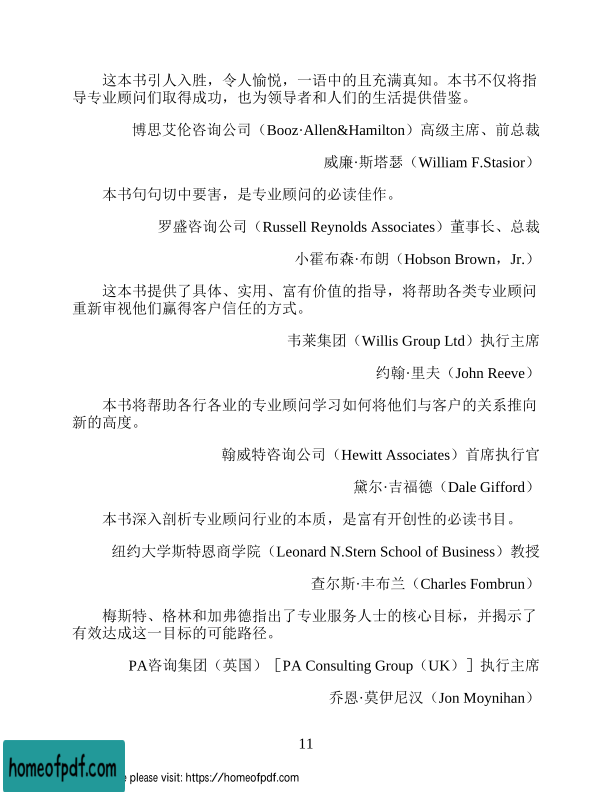 这本书引人入胜，令人愉悦，一语中的且充满真知。本书不仅将指
导专业顾问们取得成功，也为领导者和人们的生活提供借鉴。
博思艾伦咨询公司（Booz·Allen&Hamilton）高级主席、前总裁
威廉·斯塔瑟（William F.Stasior）
本书句句切中要害，是专业顾问的必读佳作。
罗盛咨询公司（Russell Reynolds Associates）董事长、总裁
小霍布森·布朗（Hobson Brown，Jr.）
这本书提供了具体、实用、富有价值的指导，将帮助各类专业顾问
重新审视他们赢得客户信任的方式。
韦莱集团（Willis Group Ltd）执行主席
约翰·里夫（John Reeve）
本书将帮助各行各业的专业顾问学习如何将他们与客户的关系推向
新的高度。
翰威特咨询公司（Hewitt Associates）首席执行官
黛尔·吉福德（Dale Gifford）
本书深入剖析专业顾问行业的本质，是富有开创性的必读书目。
纽约大学斯特恩商学院（Leonard N.Stern School of Business）教授
查尔斯·丰布兰（Charles Fombrun）
梅斯特、格林和加弗德指出了专业服务人士的核心目标，并揭示了
有效达成这一目标的可能路径。
PA咨询集团（英国）［PA Consulting Group（UK）］执行主席
乔恩·莫伊尼汉（Jon Moynihan）
11
homeofpdf.com
please visit: https://homeofpdf.com